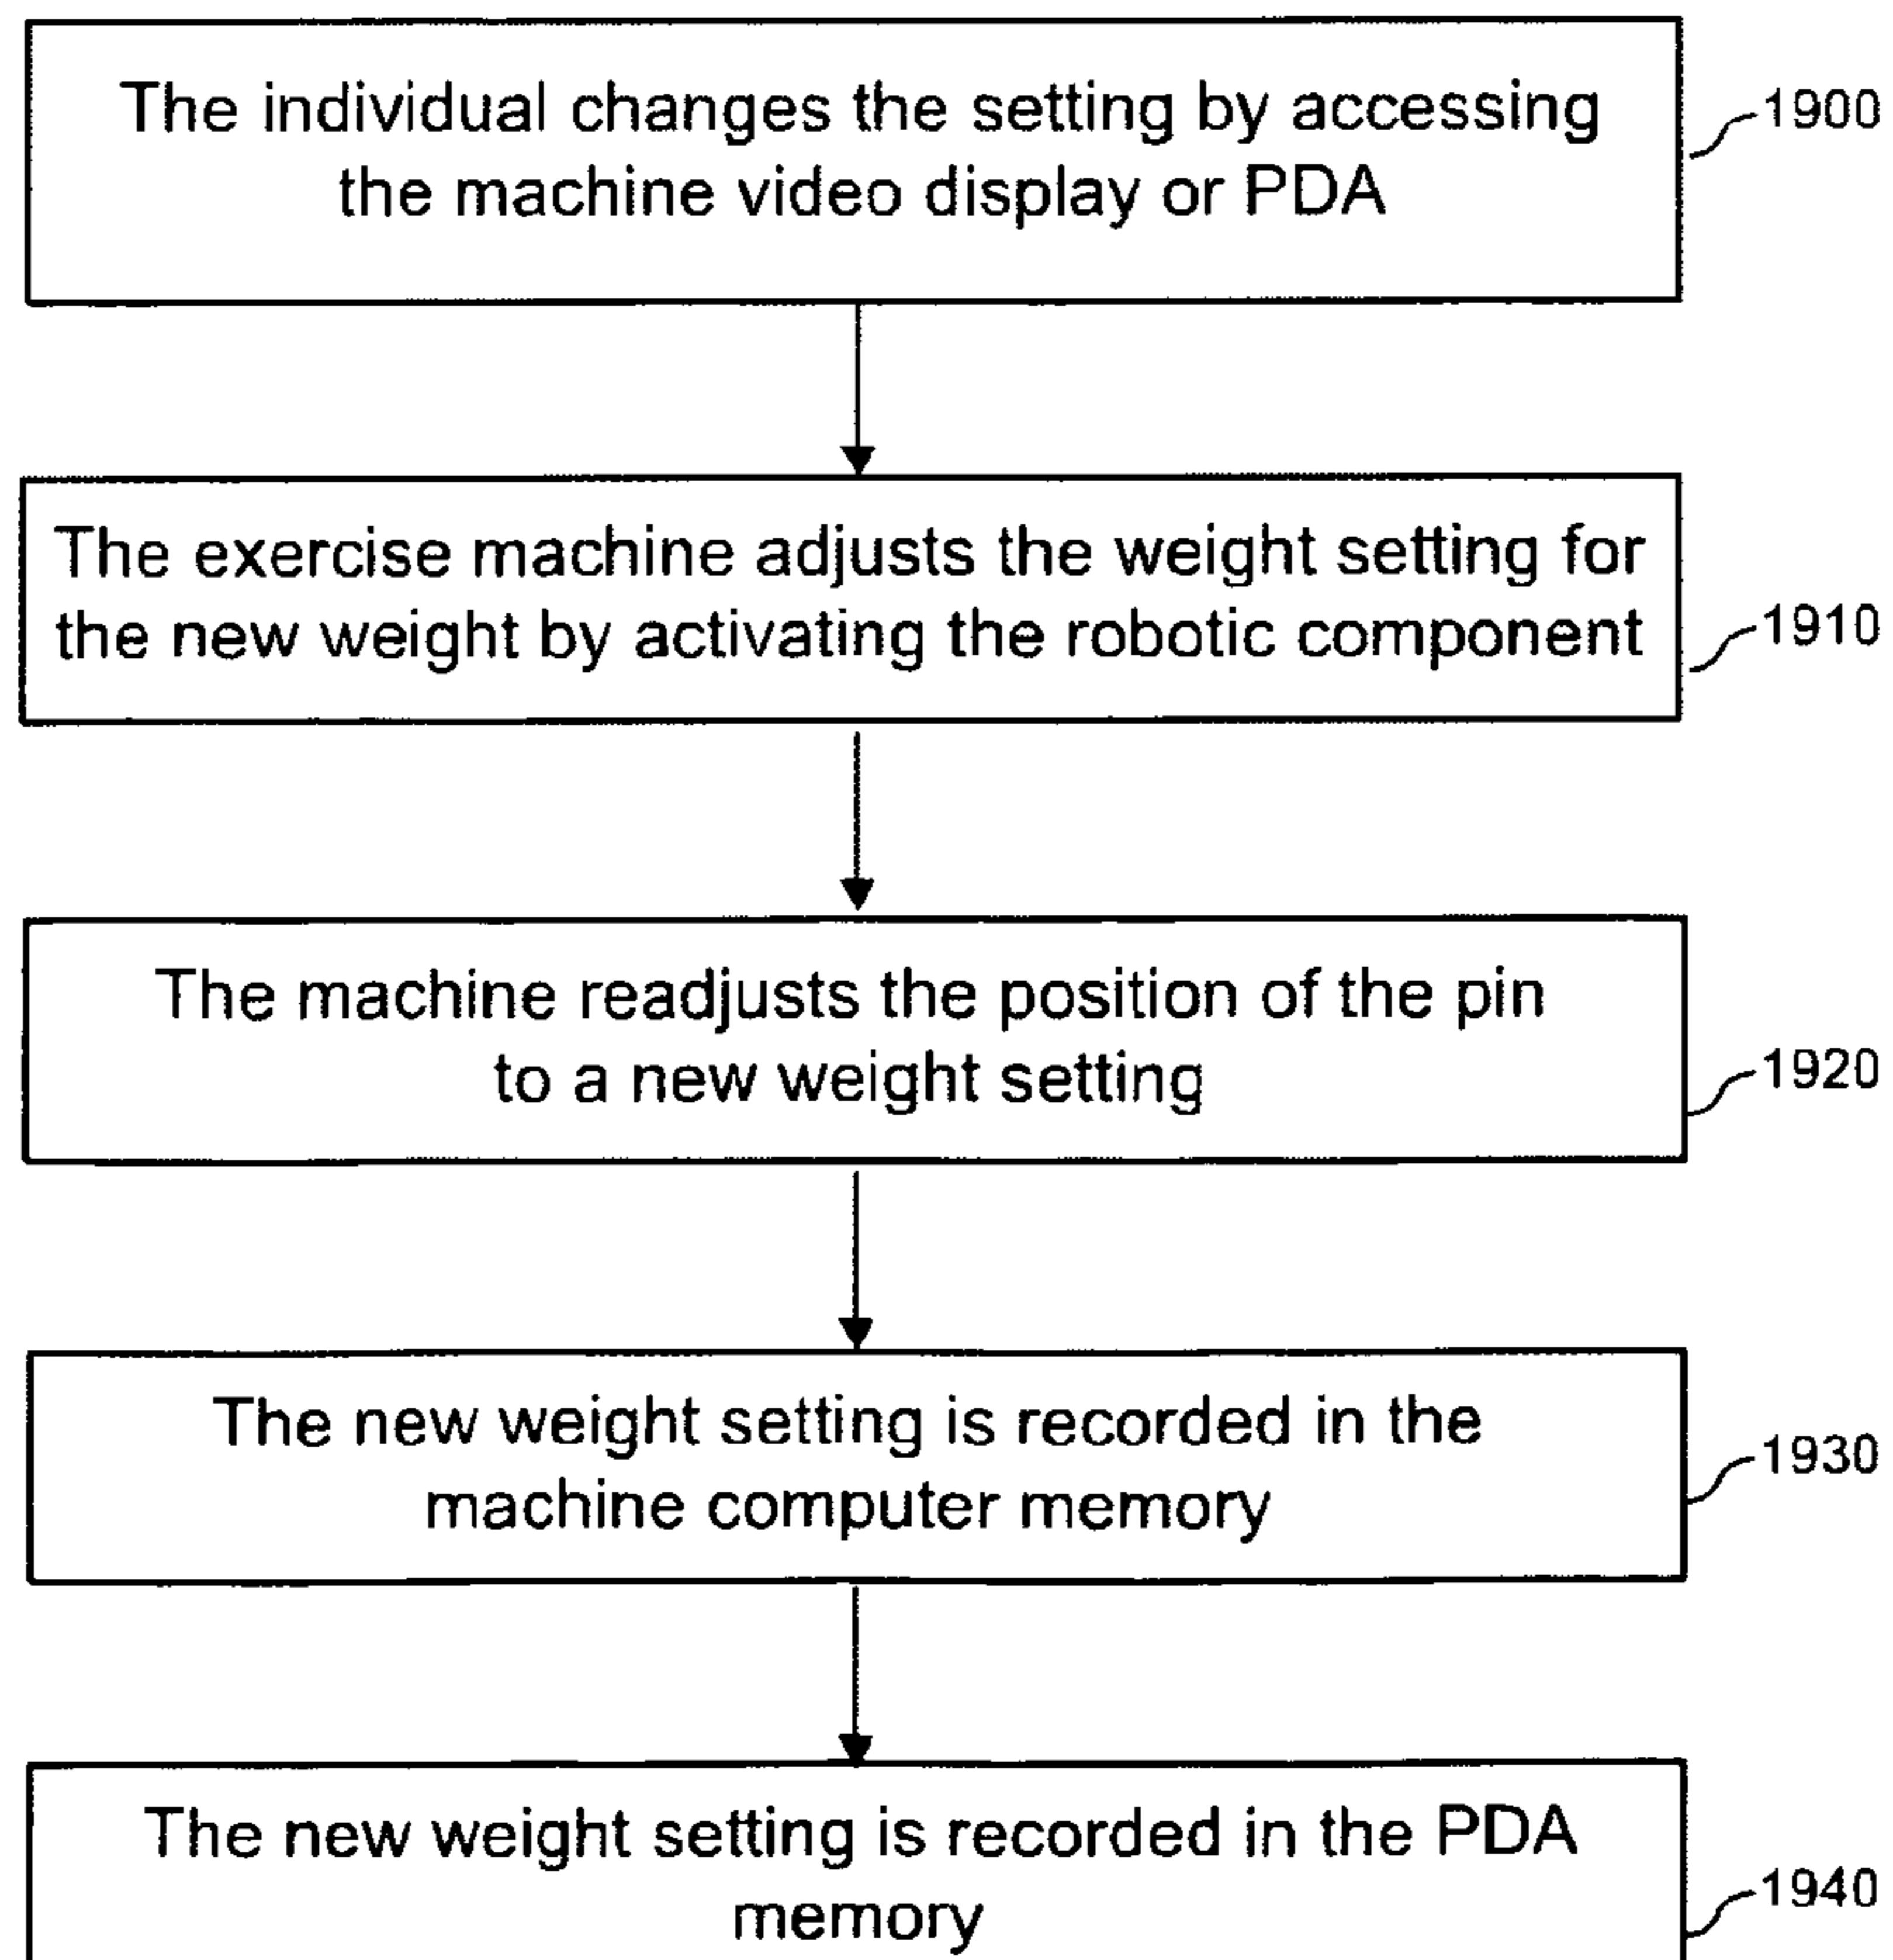 The individual changes the setting by accessing
the machine video display or PDA
1900
The exercise machine adjusts the weight setting for
the new weight by activating the robotic component
1910
The machine readjusts the position of the pin
to a new weight setting
1920
The new weight setting is recorded in the
machine computer memory
1930
The new weight setting is recorded in the PDA
memory
1940